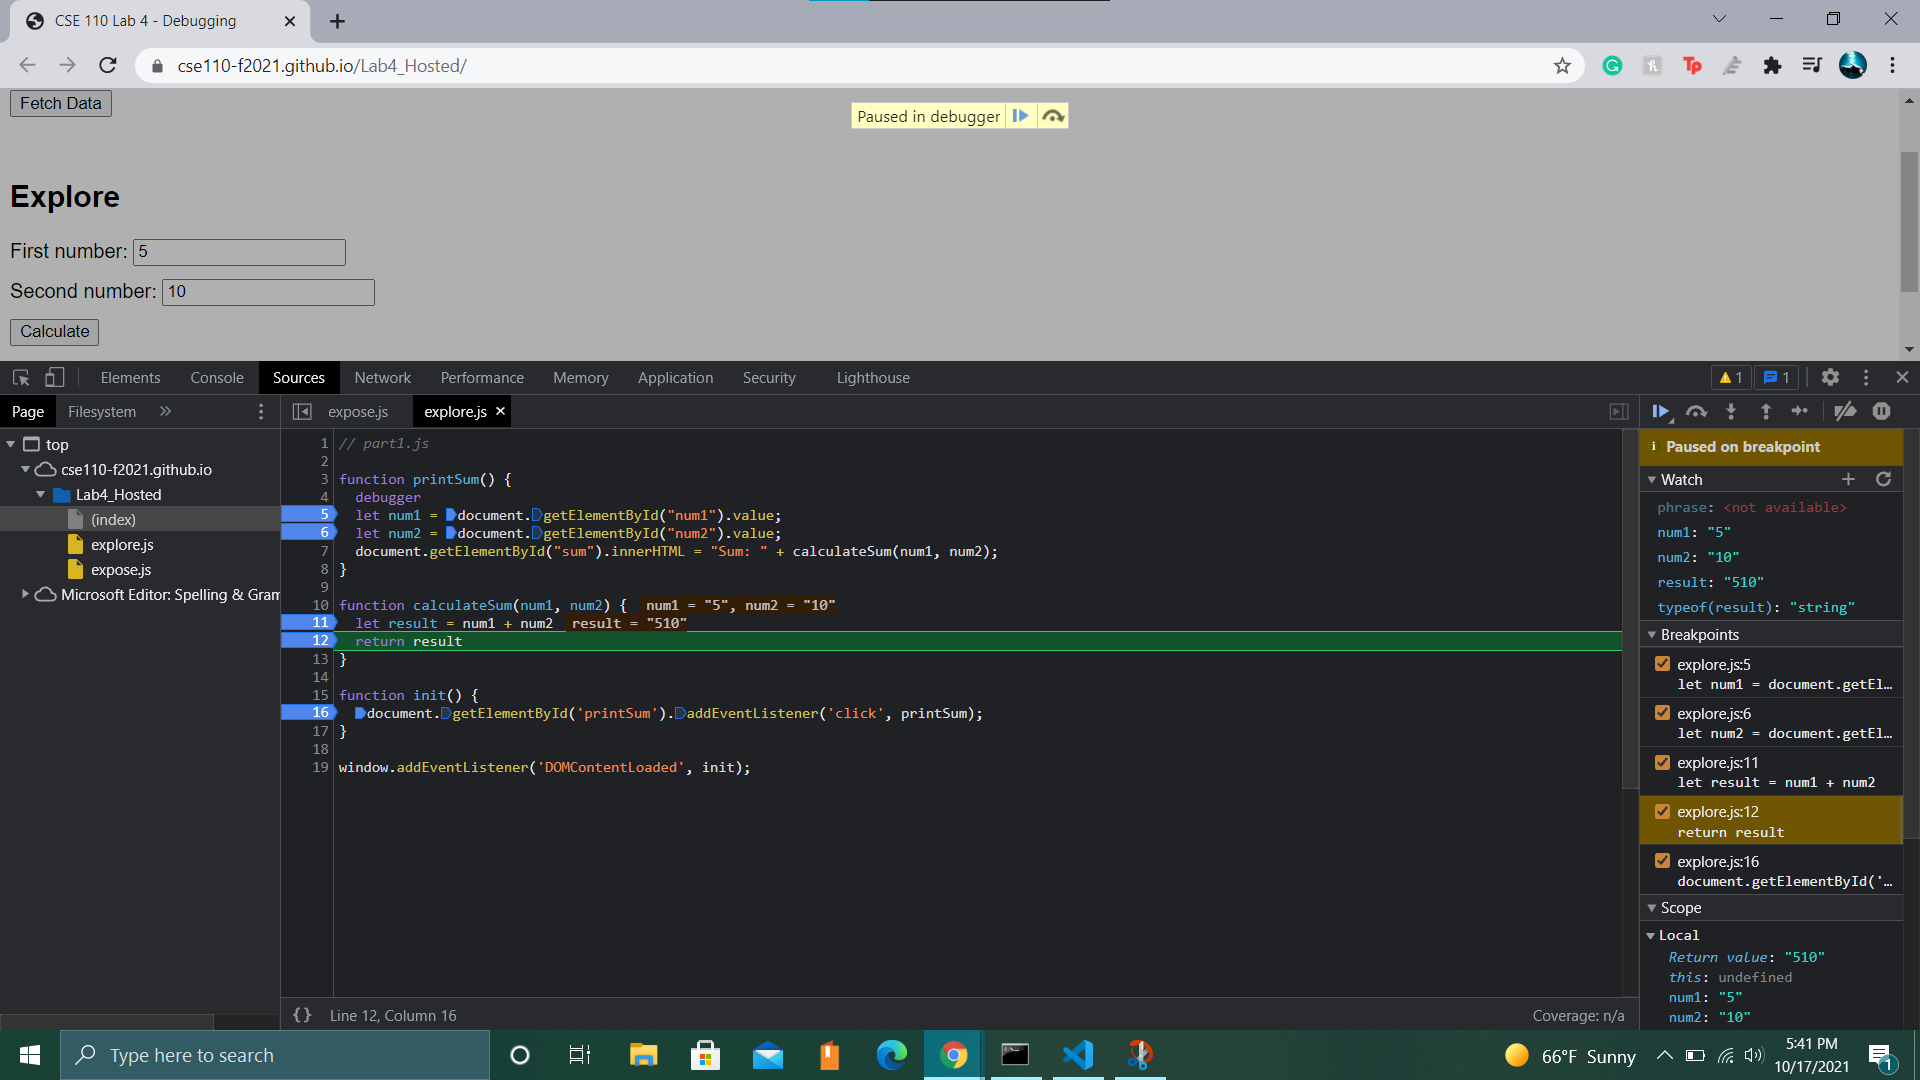 CSE 110 Lab 4 - Debugging
cse110-f2021.github.io/Lab4_Hosted/
Fetch Data
Paused in debugger
Explore
First number: 5
Second number: 10
Calculate
Elements Console Sources Network Performance Memory Application Security Lighthouse
1 1
Page Filesystem »
expose.js explore.js
top
cse110-f2021.github.io
Lab4_Hosted
(index)
explore.js
expose.js
Microsoft Editor: Spelling & Gran
1 // part1.js
2
3 function printSum() {
4 debugger
5 let num1 = document.getElementById("num1").value;
6 let num2 = document.getElementById("num2").value;
7 document.getElementById("sum").innerHTML = "Sum: " + calculateSum(num1, num2);
8 }
9
10 function calculateSum(num1, num2) { num1 = "5", num2 = "10"
11 let result = num1 + num2 result = "510"
12 return result
13 }
14
15 function init() {
16 document.getElementById('printSum').addEventListener('click', printSum);
17 }
18
19 window.addEventListener('DOMContentLoaded', init);
{} Line 12, Column 16
Coverage: n/a
Paused on breakpoint
Watch
phrase: <not available>
num1: "5"
num2: "10"
result: "510"
typeof(result): "string"
Breakpoints
explore.js:5
let num1 = document.getEl…
explore.js:6
let num2 = document.getEl…
explore.js:11
let result = num1 + num2
explore.js:12
return result
explore.js:16
document.getElementById('…
Scope
Local
Return value: "510"
this: undefined
num1: "5"
num2: "10"
Type here to search
66°F Sunny
5:41 PM
10/17/2021
1